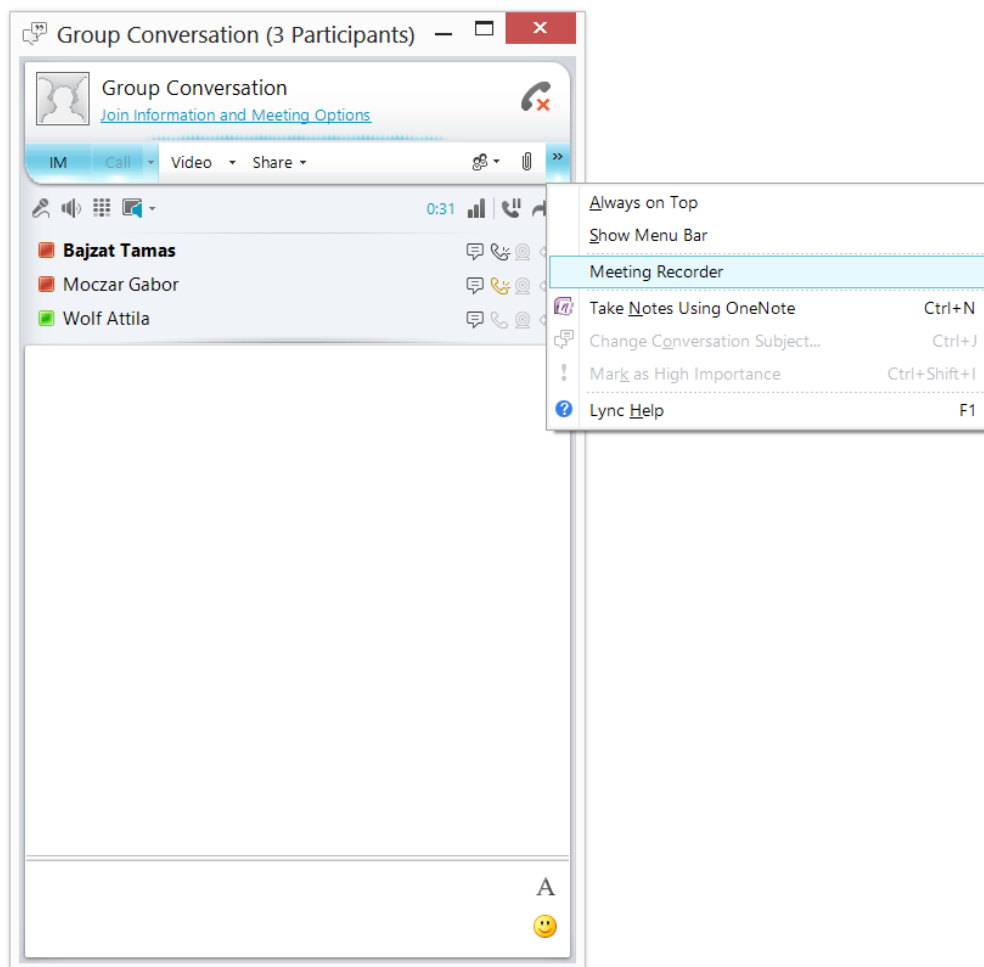 Group Conversation (3 Participants)
Group Conversation
Join Information and Meeting Options
IM Call Video Share
0:31
Bajzat Tamas
Moczar Gabor
Wolf Attila
Always on Top
Show Menu Bar
Meeting Recorder
Take Notes Using OneNote Ctrl+N
Change Conversation Subject... Ctrl+J
Mark as High Importance Ctrl+Shift+I
Lync Help F1
A